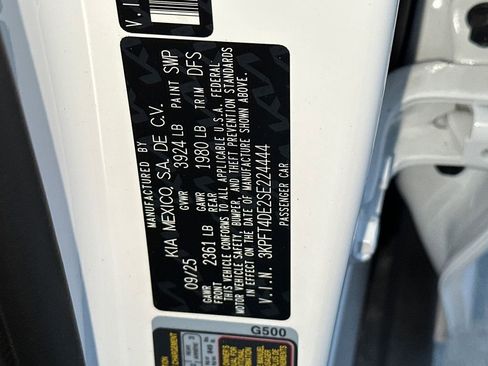 MANUFACTURED BY
KIA MEXICO, S.A. DE C.V.
09/25 GVWR 3924 LB PAINT SWP
GAWR FRONT 2361 LB GAWR REAR 1980 LB TRIM DFS
THIS VEHICLE CONFORMS TO ALL APPLICABLE U.S.A. FEDERAL
MOTOR VEHICLE SAFETY, BUMPER, AND THEFT PREVENTION STANDARDS
IN EFFECT ON THE DATE OF MANUFACTURE SHOWN ABOVE.
V.I.N. 3KPFT4DE2SE224444
PASSENGER CAR
V.I.N
G500